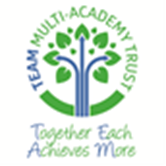 TEAM MULTI-ACADEMY TRUST
Together Each
Achieves More